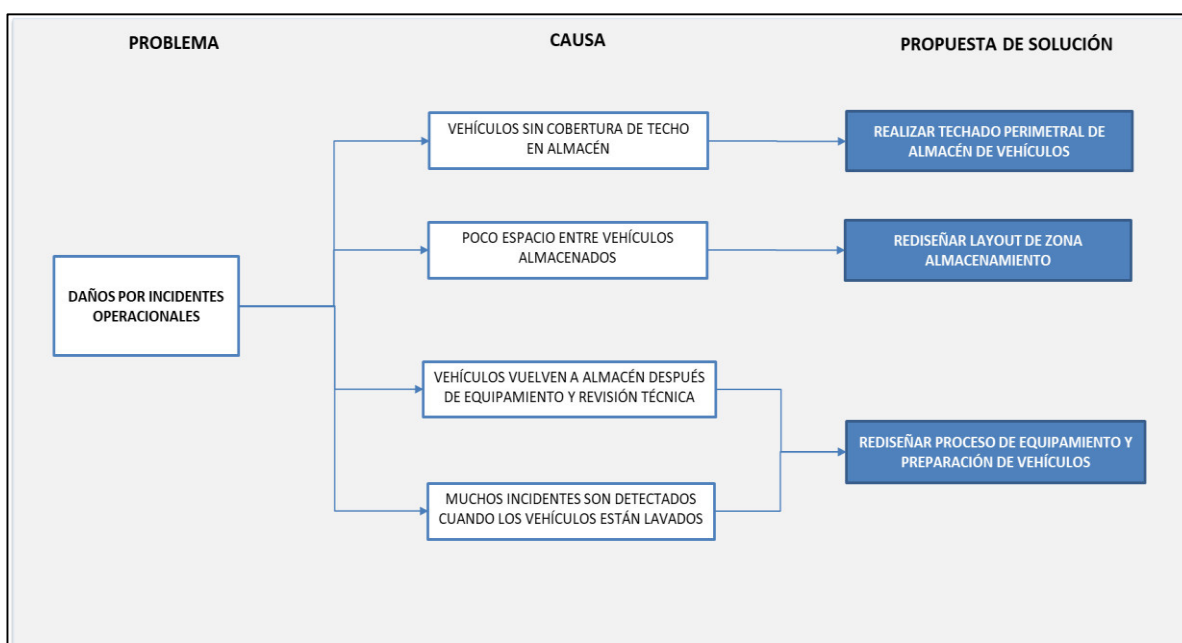 PROBLEMA
CAUSA
PROPUESTA DE SOLUCIÓN
VEHÍCULOS SIN COBERTURA DE TECHO
EN ALMACÉN
REALIZAR TECHADO PERIMETRAL DE
ALMACÉN DE VEHÍCULOS
POCO ESPACIO ENTRE VEHÍCULOS
ALMACENADOS
REDISEÑAR LAYOUT DE ZONA
ALMACENAMIENTO
DAÑOS POR INCIDENTES
OPERACIONALES
VEHÍCULOS VUELVEN A ALMACÉN DESPUÉS
DE EQUIPAMIENTO Y REVISIÓN TÉCNICA
REDISEÑAR PROCESO DE EQUIPAMIENTO Y
PREPARACIÓN DE VEHÍCULOS
MUCHOS INCIDENTES SON DETECTADOS
CUANDO LOS VEHÍCULOS ESTÁN LAVADOS